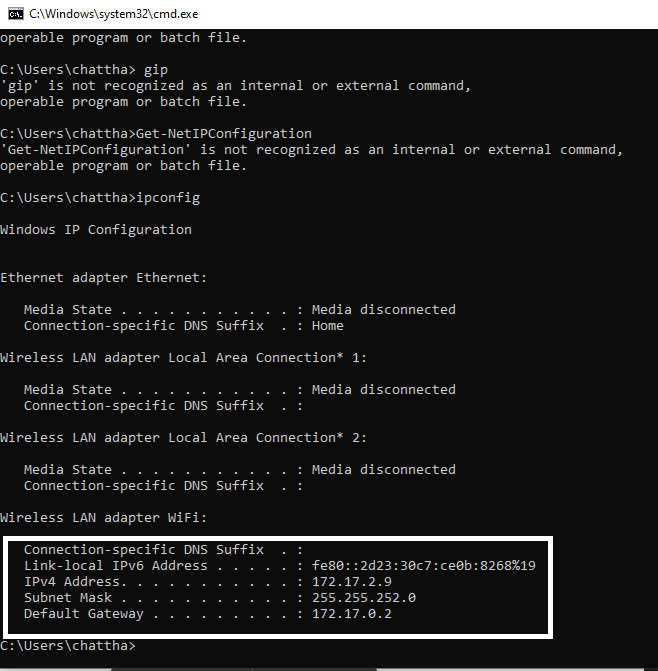 C:\Windows\system32\cmd.exe
operable program or batch file.
C:\Users\chattha> gip
'gip' is not recognized as an internal or external command,
operable program or batch file.
C:\Users\chattha>Get-NetIPConfiguration
'Get-NetIPConfiguration' is not recognized as an internal or external command,
operable program or batch file.
C:\Users\chattha>ipconfig
Windows IP Configuration
Ethernet adapter Ethernet:
   Media State . . . . . . . . . . . : Media disconnected
   Connection-specific DNS Suffix  . : Home
Wireless LAN adapter Local Area Connection* 1:
   Media State . . . . . . . . . . . : Media disconnected
   Connection-specific DNS Suffix  . :
Wireless LAN adapter Local Area Connection* 2:
   Media State . . . . . . . . . . . : Media disconnected
   Connection-specific DNS Suffix  . :
Wireless LAN adapter WiFi:
   Connection-specific DNS Suffix  . :
   Link-local IPv6 Address . . . . . : fe80::2d23:30c7:ce0b:8268%19
   IPv4 Address. . . . . . . . . . . : 172.17.2.9
   Subnet Mask . . . . . . . . . . . : 255.255.252.0
   Default Gateway . . . . . . . . . : 172.17.0.2
C:\Users\chattha>